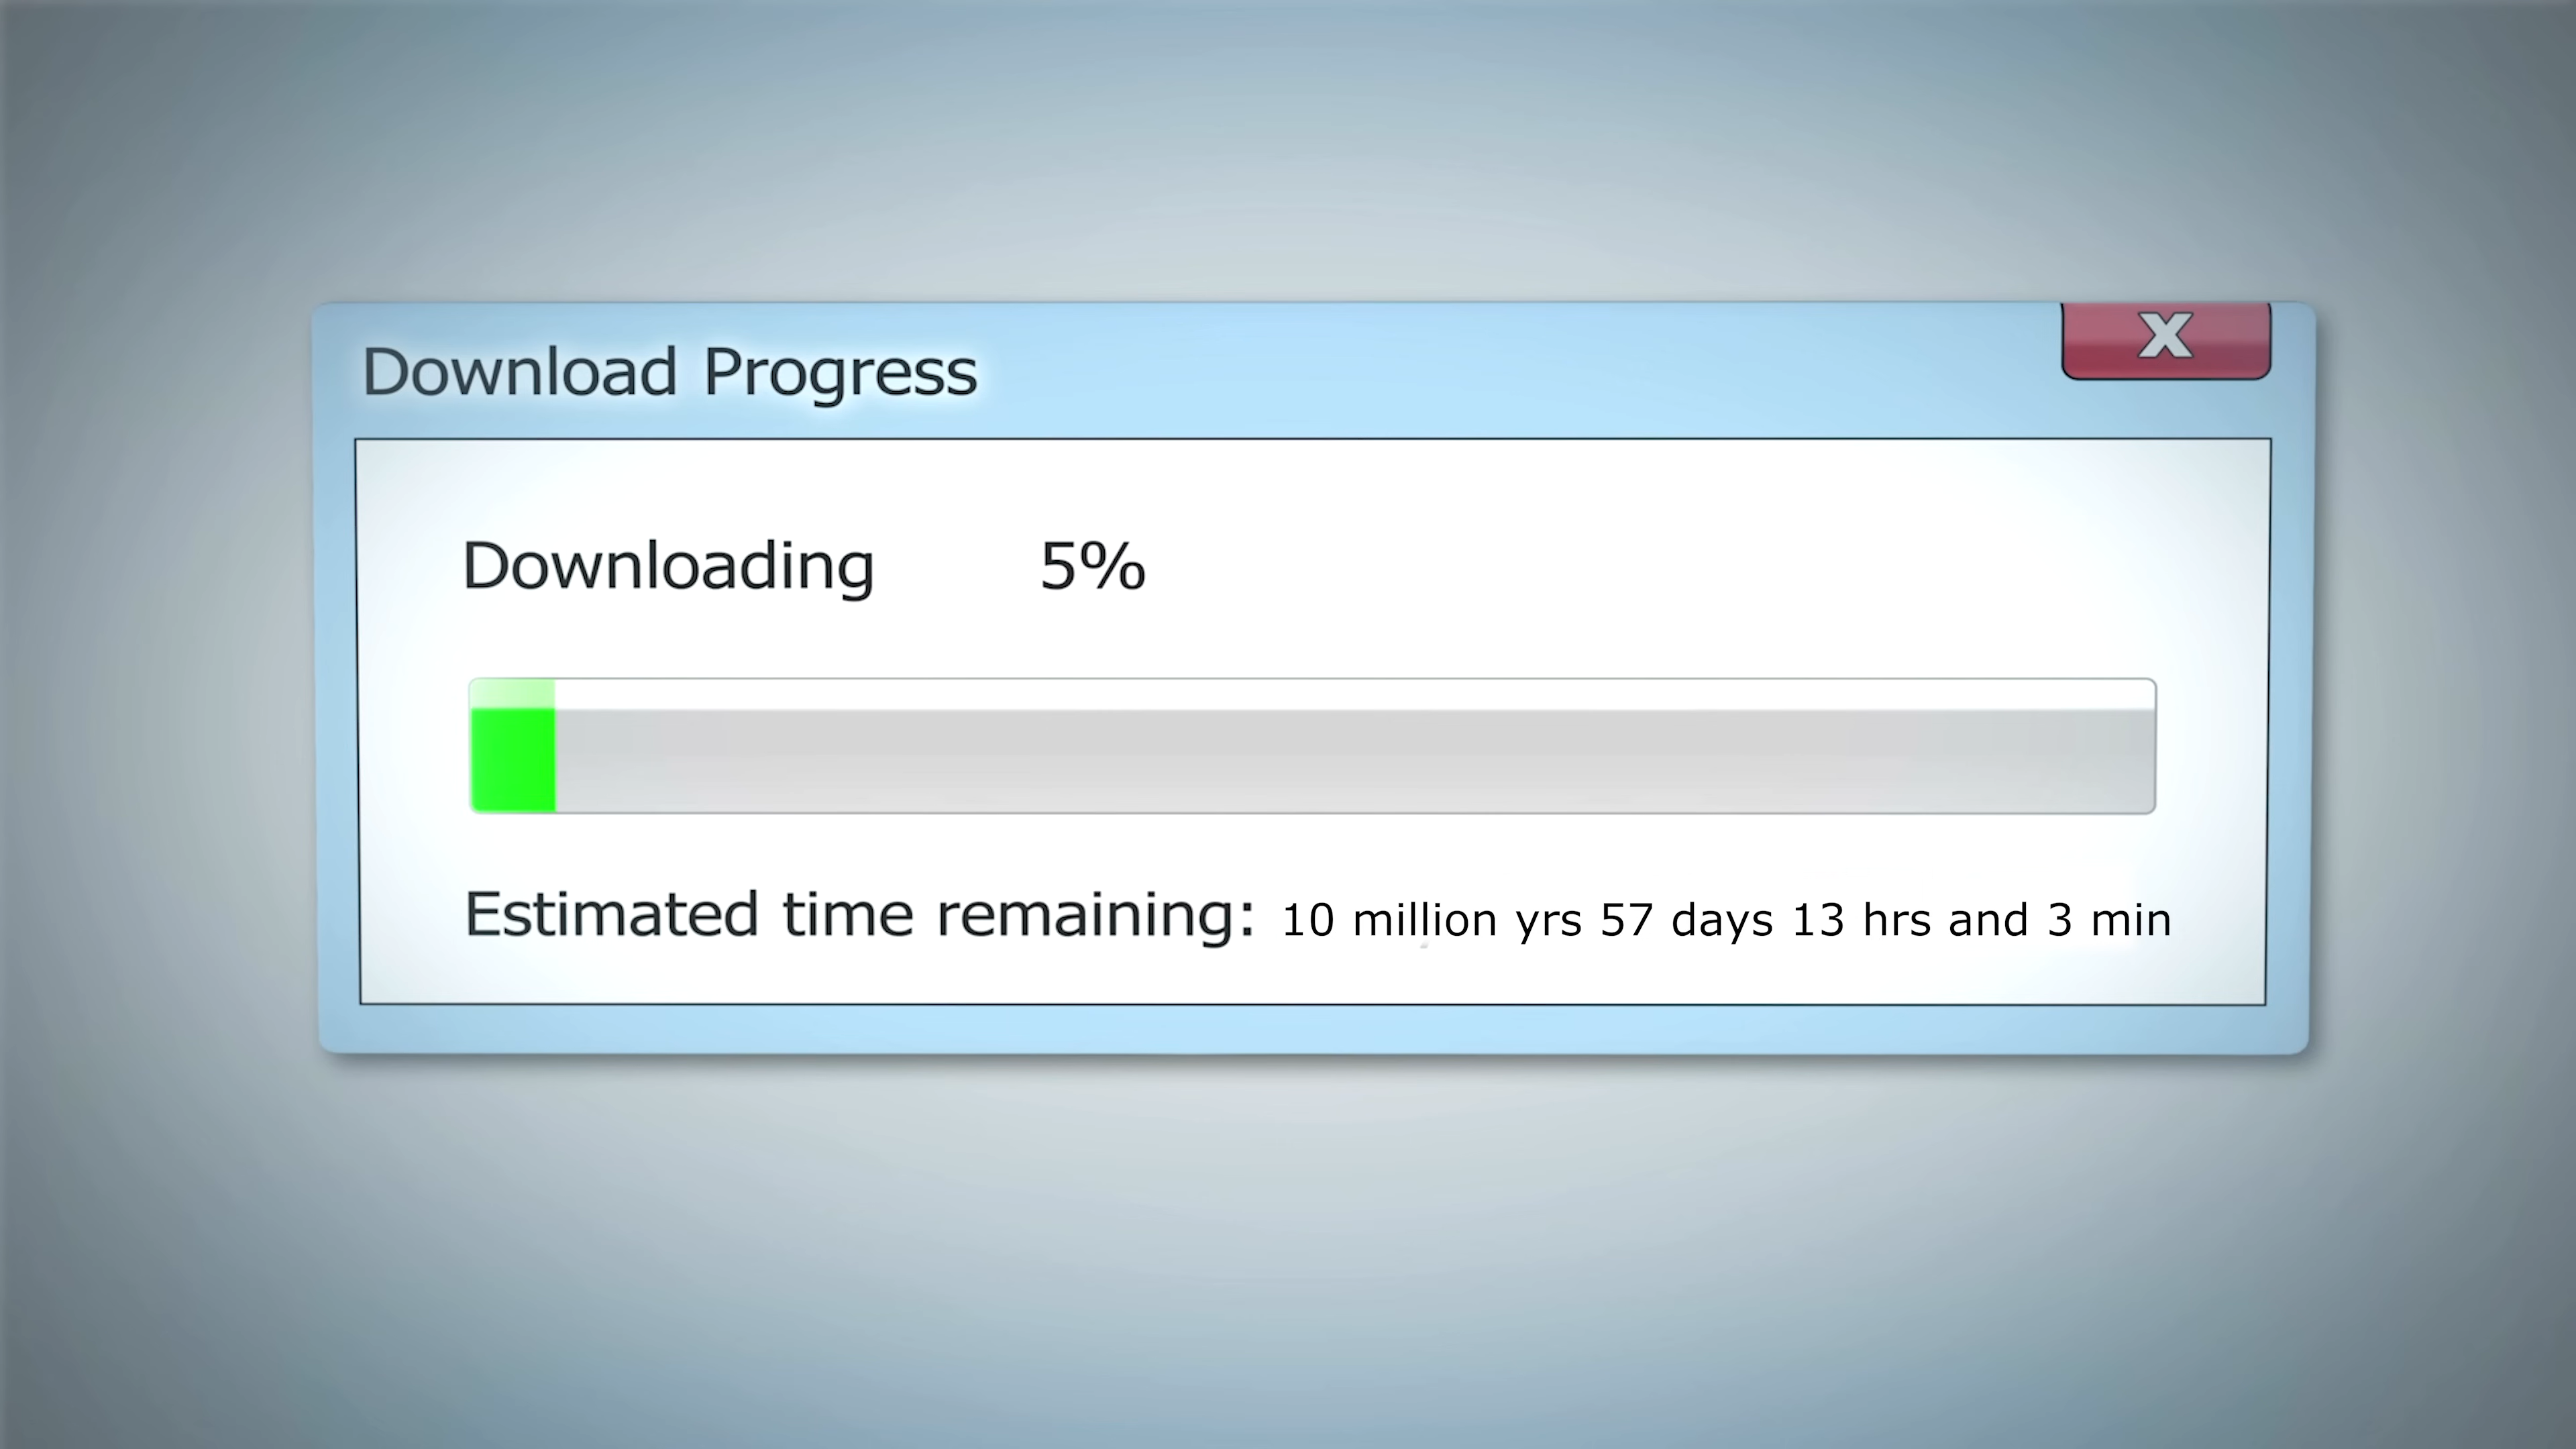 Download Progress
X
Downloading 5%
Estimated time remaining: 10 million yrs 57 days 13 hrs and 3 min